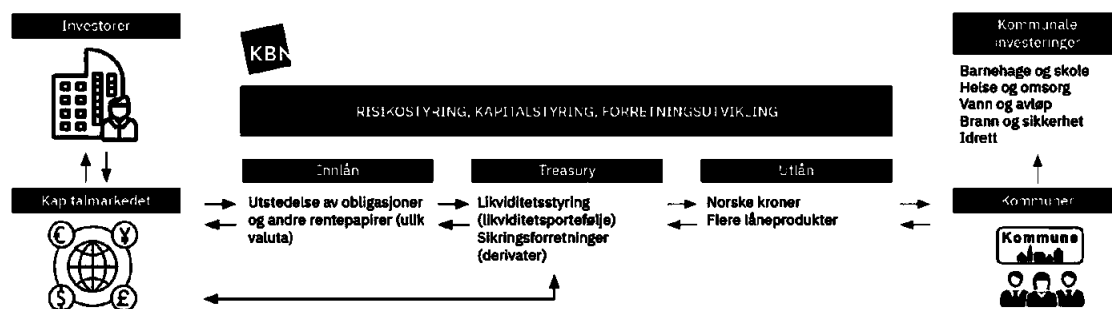 Investorer
KBN
RISIKOSTYRING, KAPITALSTYRING, FORRETNINGSUTVIKLING
Kommunale
investeringer
Barnehage og skole
Helse og omsorg
Vann og avløp
Brann og sikkerhet
Idrett
Kapitalmarkedet
€
¥
$
£
Innlån
Utstedelse av obligasjoner
og andre rentepapirer (ulik
valuta)
Treasury
Likviditetsstyring
(likviditetsportefølje)
Sikringsforretninger
(derivater)
Utlån
Norske kroner
Flere låneprodukter
Kommuner
Kommune